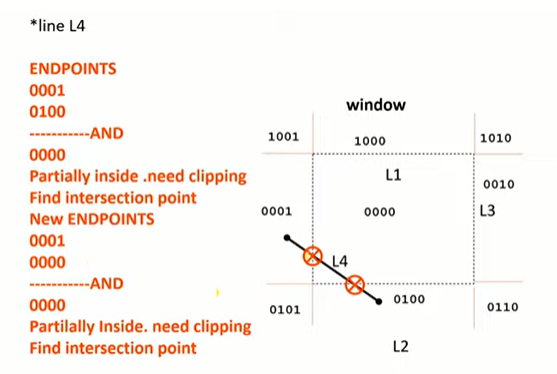 *line L4
ENDPOINTS
0001
0100
-----------AND
0000
Partially inside .need clipping
Find intersection point
New ENDPOINTS
0001
0000
-----------AND
0000
Partilally Inside. need clipping
Find intersection point
window
1001
1000
1010
L1
0010
0001
0000
L3
L4
0101
0100
0110
L2